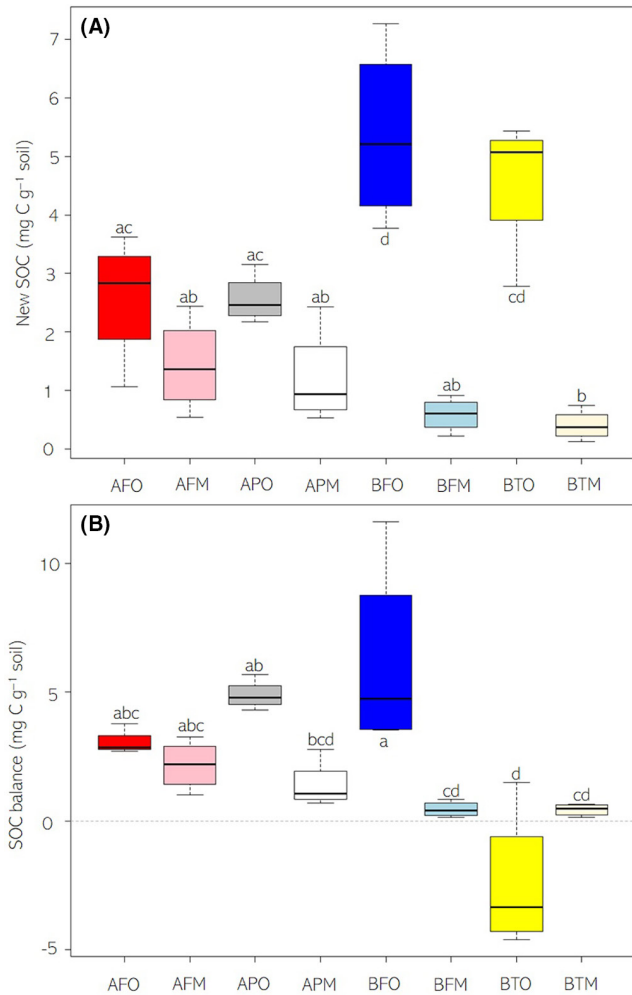 (A)
New SOC (mg C g⁻¹ soil)
7
6
5
4
3
2
1
0
ac
ab
ac
ab
d
ab
cd
b
AFO AFM APO APM BFO BFM BTO BTM
(B)
SOC balance (mg C g⁻¹ soil)
10
5
0
-5
abc
abc
ab
bcd
a
cd
d
cd
AFO AFM APO APM BFO BFM BTO BTM